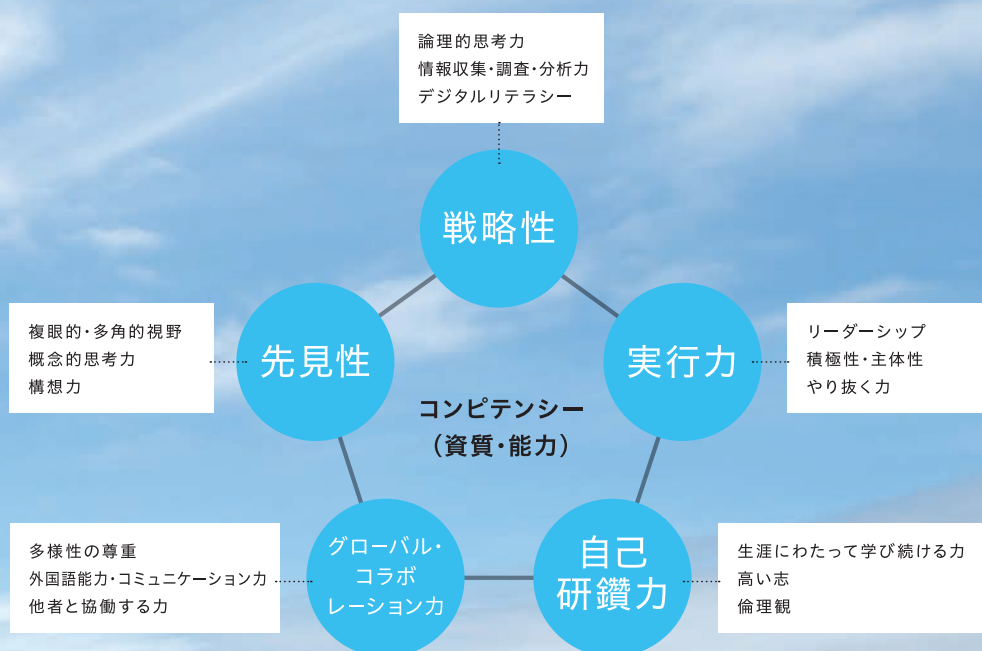 論理的思考力
情報収集・調査・分析力
デジタルリテラシー
戦略性
複眼的・多角的視野
概念的思考力
構想力
先見性
実行力
リーダーシップ
積極性・主体性
やり抜く力
コンピテンシー
（資質・能力）
多様性の尊重
外国語能力・コミュニケーション力
他者と協働する力
グローバル・
コラボ
レーション力
自己
研鑽力
生涯にわたって学び続ける力
高い志
倫理観